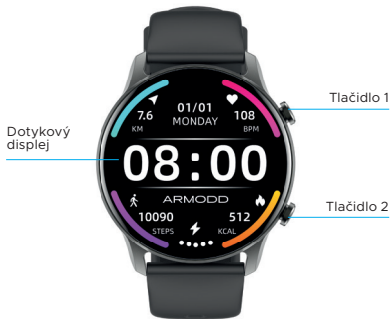 Tlačidlo 1
01/01
7.6
MONDAY
108
KM
BPM
Dotykový
displej
08:00
ARMODD
Tlačidlo 2
10090
512
STEPS
KCAL